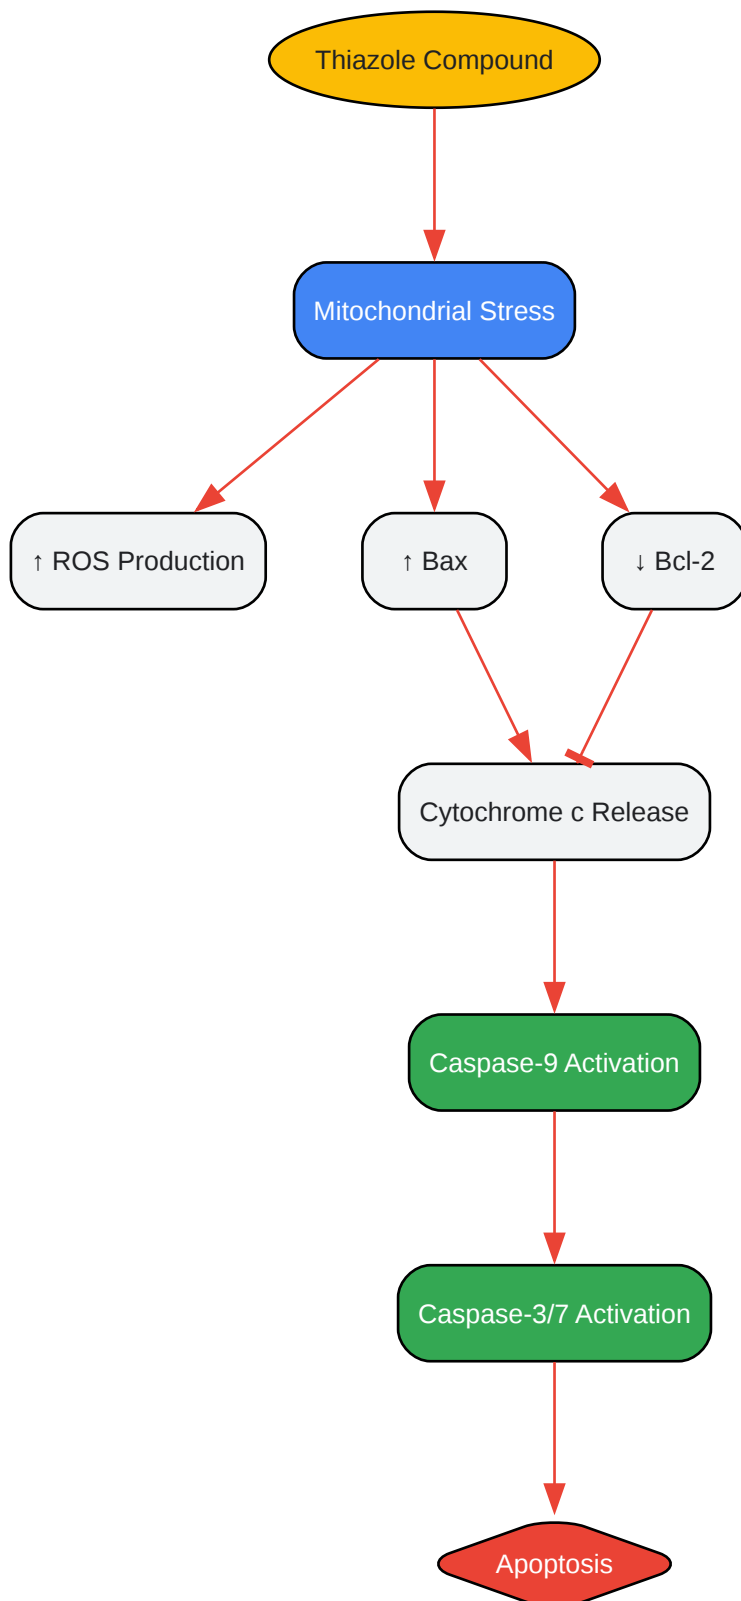 Thiazole Compound
Mitochondrial Stress
↑ ROS Production
↑ Bax
↓ Bcl-2
Cytochrome c Release
Caspase-9 Activation
Caspase-3/7 Activation
Apoptosis